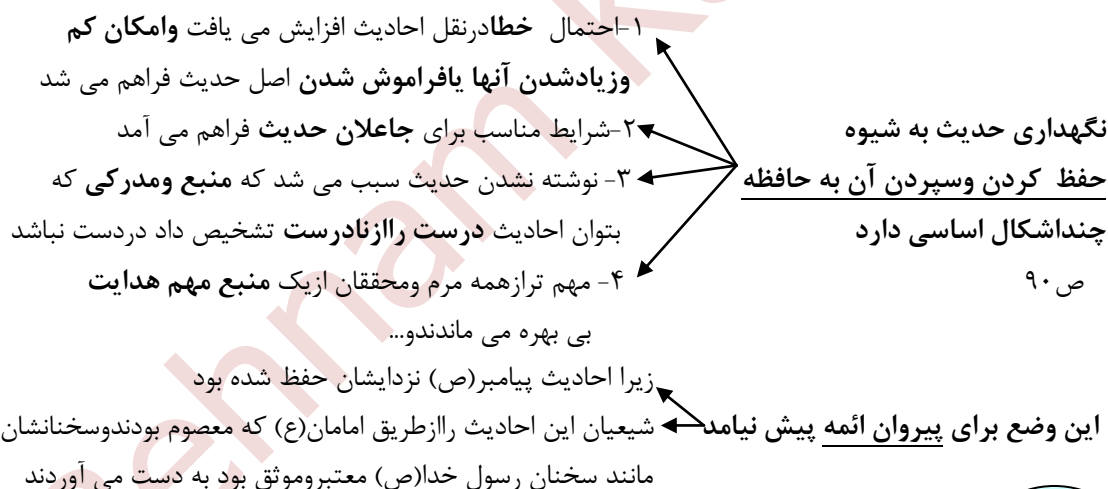 نگهداری حدیث به شیوه
حفظ کردن وسپردن آن به حافظه
چنداشکال اساسی دارد
ص۹۰
۱-احتمال خطادرنقل احادیث افزایش می یافت وامکان کم
وزیادشدن آنها یافراموش شدن اصل حدیث فراهم می شد
۲-شرایط مناسب برای جاعلان حدیث فراهم می آمد
۳- نوشته نشدن حدیث سبب می شد که منبع ومدرکی که
بتوان احادیث درست راازنادرست تشخیص داد دردست نباشد
۴- مهم ترازهمه مرم ومحققان ازیک منبع مهم هدایت
بی بهره می ماندندو...
این وضع برای پیروان ائمه پیش نیامد
زیرا احادیث پیامبر(ص) نزدایشان حفظ شده بود
شیعیان این احادیث راازطریق امامان(ع) که معصوم بودندوسخنانشان
مانند سخنان رسول خدا(ص) معتبروموثق بود به دست می آوردند